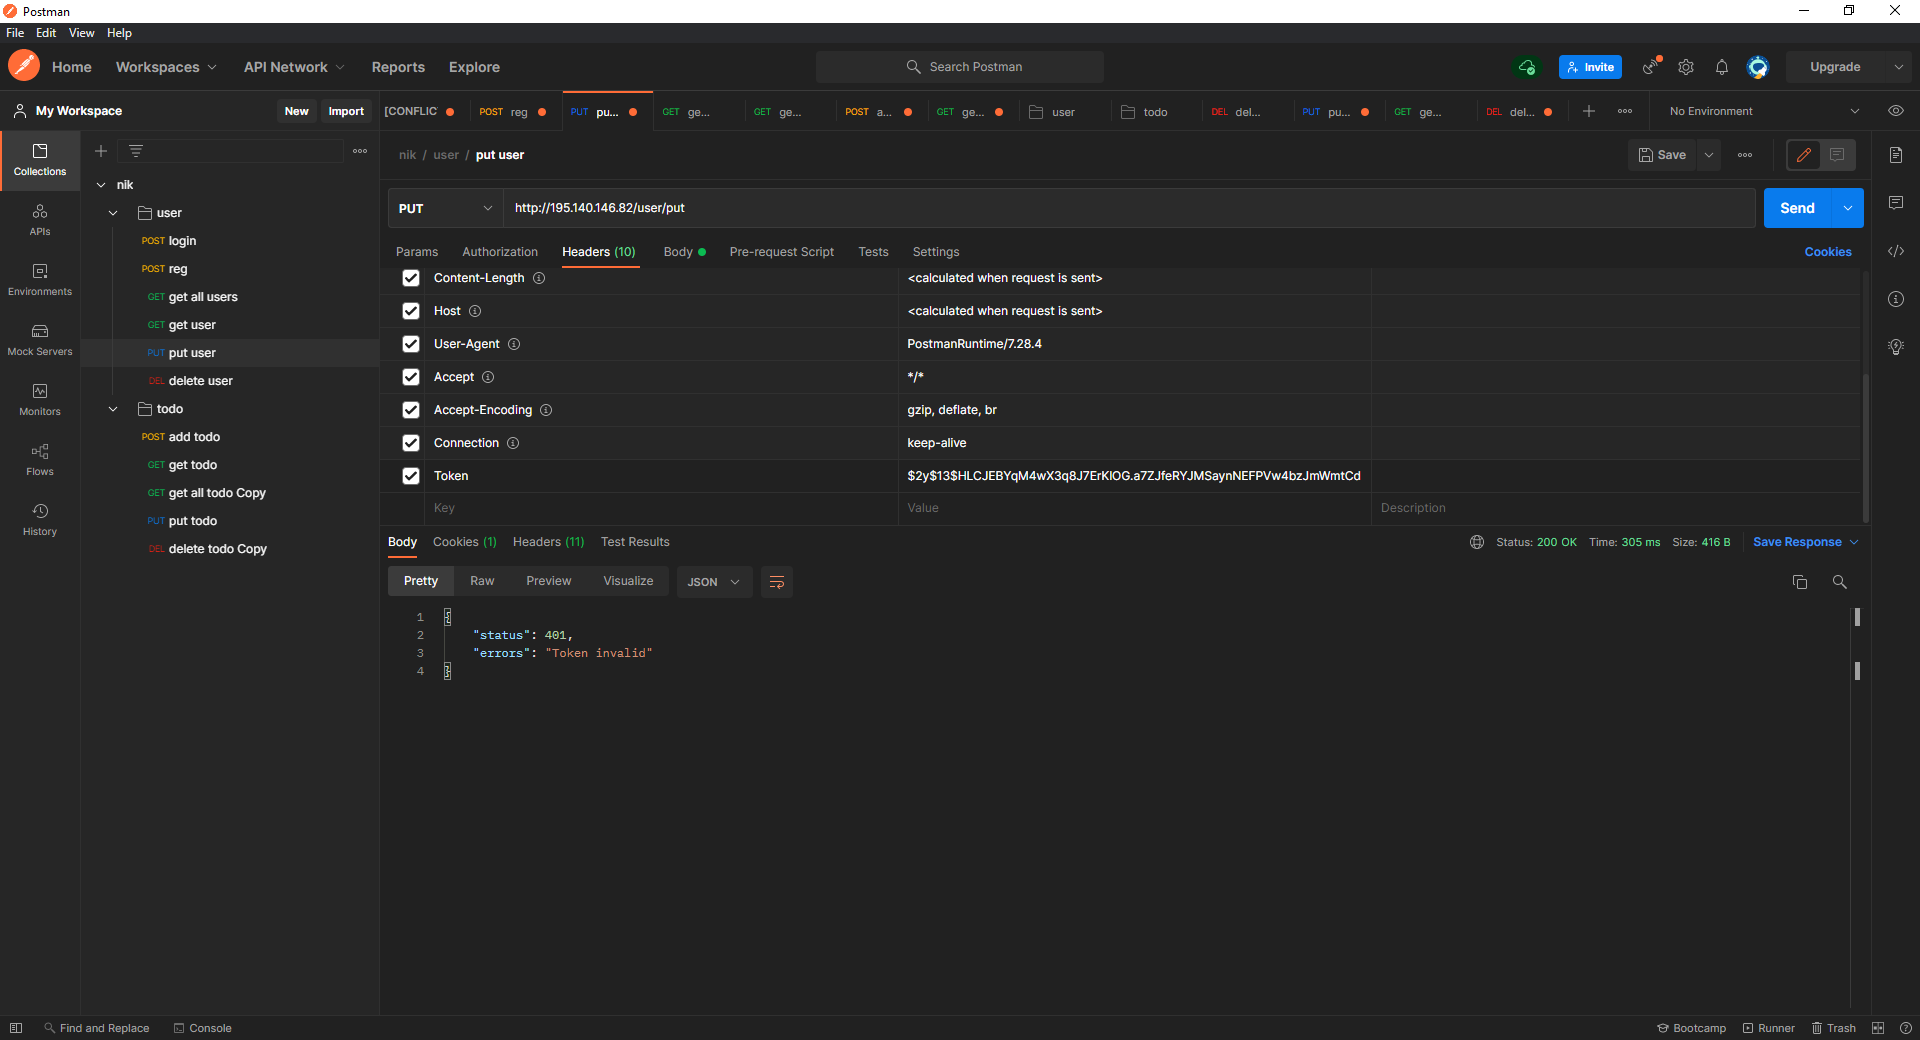 Postman
File Edit View Help
Home Workspaces API Network Reports Explore Search Postman Invite Upgrade
My Workspace New Import
[CONFLIC POST reg PUT pu... GET ge... GET ge... POST a... GET ge... user todo DEL del... PUT pu... GET ge... DEL del... No Environment
Collections
APIs
Environments
Mock Servers
Monitors
Flows
History
nik
user
POST login
POST reg
GET get all users
GET get user
PUT put user
DEL delete user
todo
POST add todo
GET get todo
GET get all todo Copy
PUT put todo
DEL delete todo Copy
nik / user / put user Save
PUT http://195.140.146.82/user/put Send
Params Authorization Headers (10) Body Pre-request Script Tests Settings Cookies
Content-Length <calculated when request is sent>
Host <calculated when request is sent>
User-Agent PostmanRuntime/7.28.4
Accept */*
Accept-Encoding gzip, deflate, br
Connection keep-alive
Token $2y$13$HLCJEBYqM4wX3q8J7ErKlOG.a7ZJfeRYJMSaynNEFPVw4bzJmWmtCd
Key Value Description
Body Cookies (1) Headers (11) Test Results Status: 200 OK Time: 305 ms Size: 416 B Save Response
Pretty Raw Preview Visualize JSON
1 {
2 "status": 401,
3 "errors": "Token invalid"
4 }
Find and Replace Console Bootcamp Runner Trash